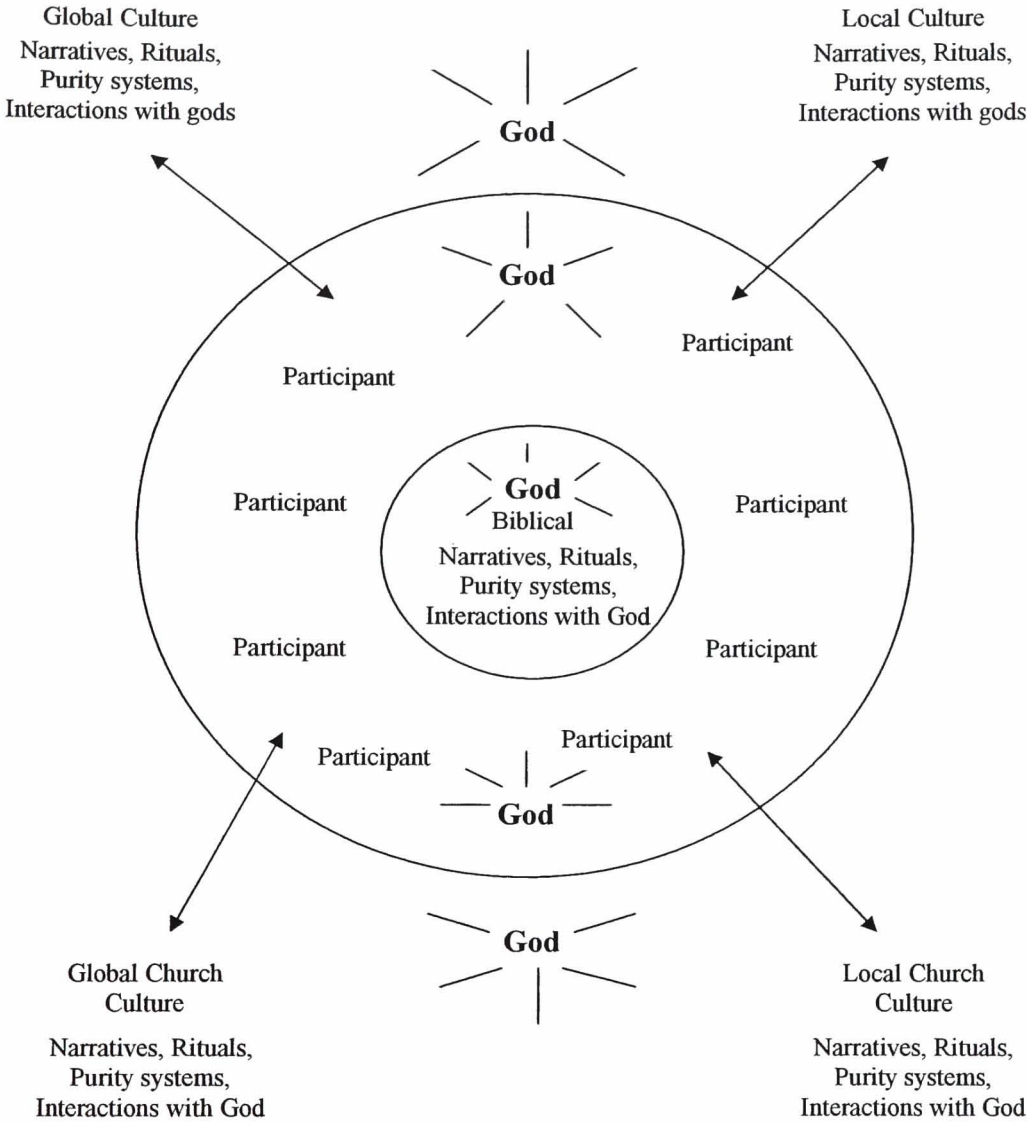 Global Culture
Narratives, Rituals,
Purity systems,
Interactions with gods
Local Culture
Narratives, Rituals,
Purity systems,
Interactions with gods
God
God
Participant
Participant
God
Biblical
Narratives, Rituals,
Purity systems,
Interactions with God
Participant
Participant
Participant
Participant
Participant
Participant
God
God
Global Church
Culture
Narratives, Rituals,
Purity systems,
Interactions with God
Local Church
Culture
Narratives, Rituals,
Purity systems,
Interactions with God